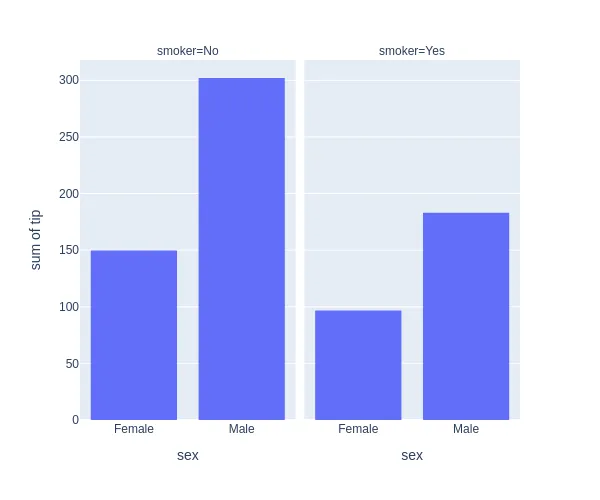 smoker=No
smoker=Yes
300
250
200
150
100
50
0
sum of tip
Female
Male
Female
Male
sex
sex